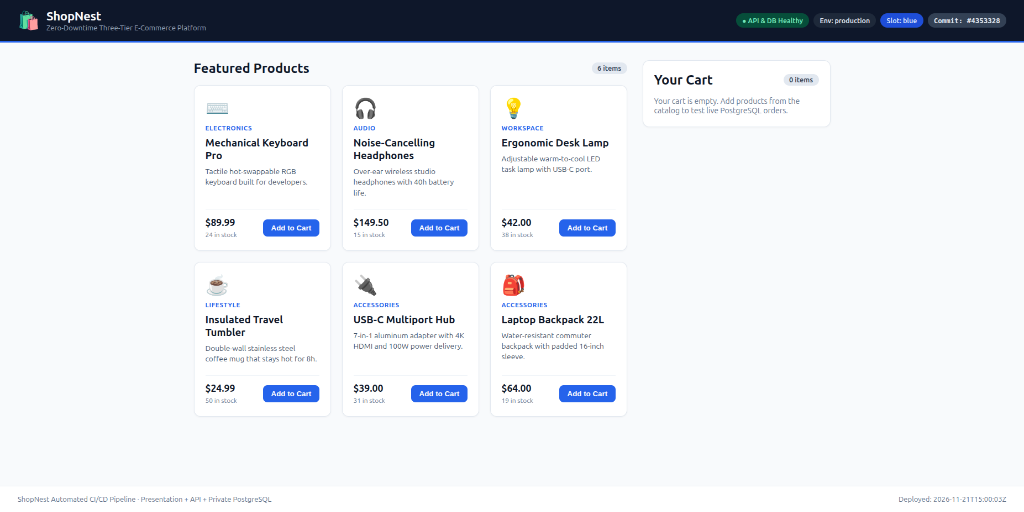 ShopNest
Zero-Downtime Three-Tier E-Commerce Platform
● API & DB Healthy
Env: production
Slot: blue
Commit: #4353328
Featured Products
6 items
ELECTRONICS
Mechanical Keyboard
Pro
Tactile hot-swappable RGB
keyboard built for developers.
$89.99
24 in stock
Add to Cart
AUDIO
Noise-Cancelling
Headphones
Over-ear wireless studio
headphones with 40h battery
life.
$149.50
15 in stock
Add to Cart
WORKSPACE
Ergonomic Desk Lamp
Adjustable warm-to-cool LED
task lamp with USB-C port.
$42.00
38 in stock
Add to Cart
LIFESTYLE
Insulated Travel
Tumbler
Double-wall stainless steel
coffee mug that stays hot for 8h.
$24.99
50 in stock
Add to Cart
ACCESSORIES
USB-C Multiport Hub
7-in-1 aluminum adapter with 4K
HDMI and 100W power delivery.
$39.00
31 in stock
Add to Cart
ACCESSORIES
Laptop Backpack 22L
Water-resistant commuter
backpack with padded 16-inch
sleeve.
$64.00
19 in stock
Add to Cart
Your Cart
0 items
Your cart is empty. Add products from the
catalog to test live PostgreSQL orders.
ShopNest Automated CI/CD Pipeline · Presentation + API + Private PostgreSQL
Deployed: 2026-11-21T15:00:03Z